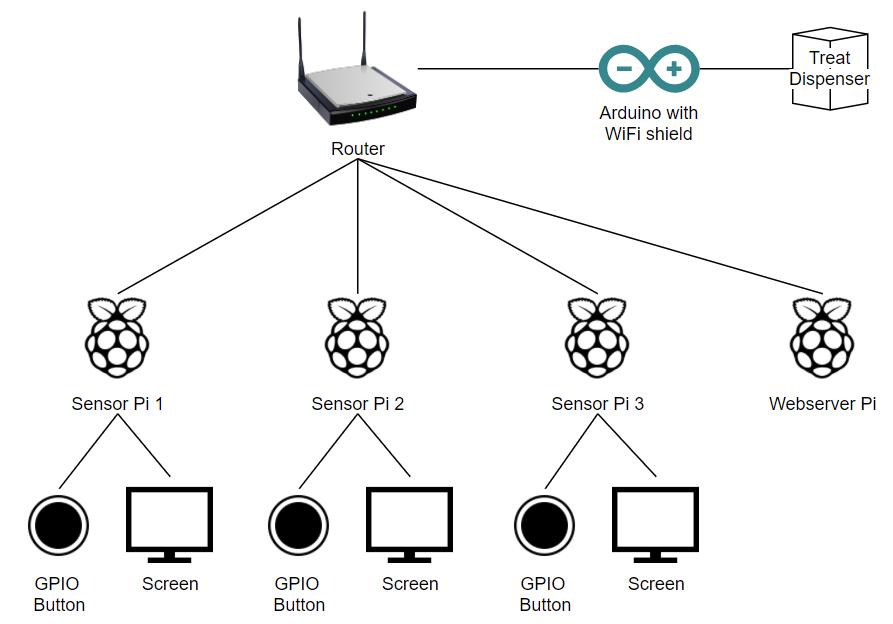 Treat
Dispenser
Arduino with
WiFi shield
Router
Sensor Pi 1
Sensor Pi 2
Sensor Pi 3
Webserver Pi
GPIO
Button
Screen
GPIO
Button
Screen
GPIO
Button
Screen